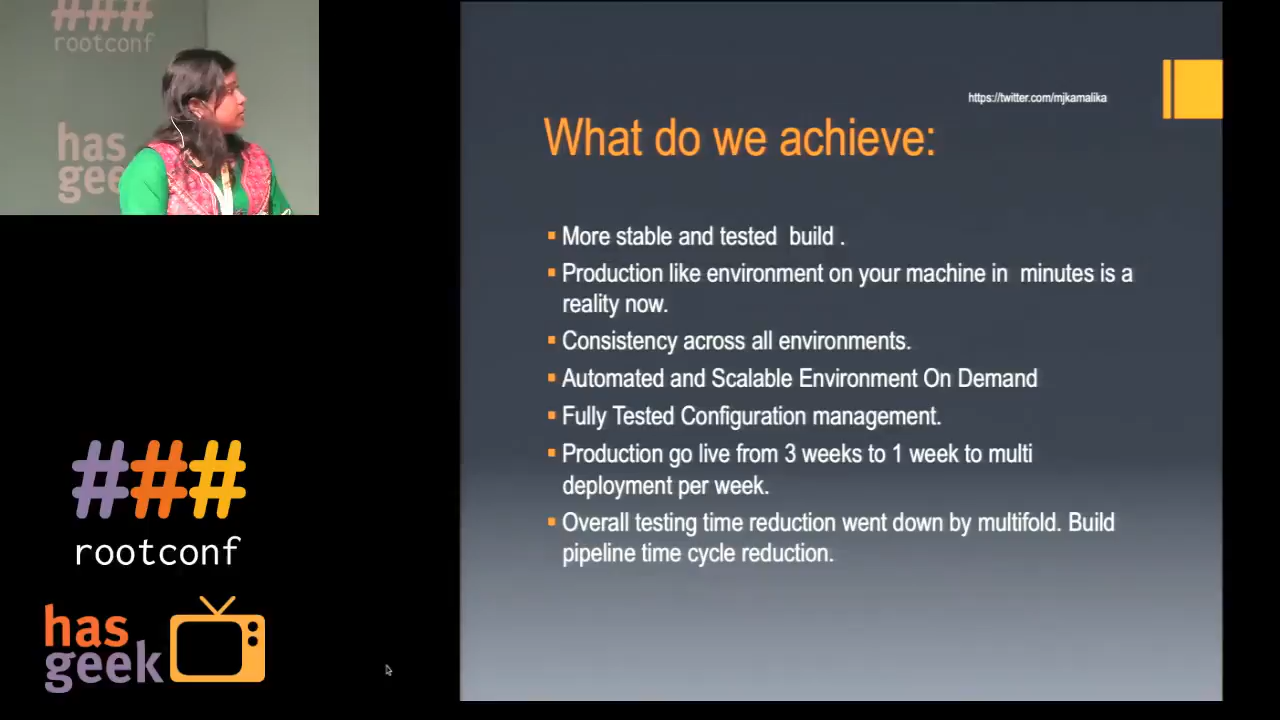 ###
rootconf
has
geek
https://twitter.com/mjkamalika
What do we achieve:
More stable and tested build .
Production like environment on your machine in minutes is a
reality now.
Consistency across all environments.
Automated and Scalable Environment On Demand
Fully Tested Configuration management.
Production go live from 3 weeks to 1 week to multi
deployment per week.
Overall testing time reduction went down by multifold. Build
pipeline time cycle reduction.
###
rootconf
has
geek